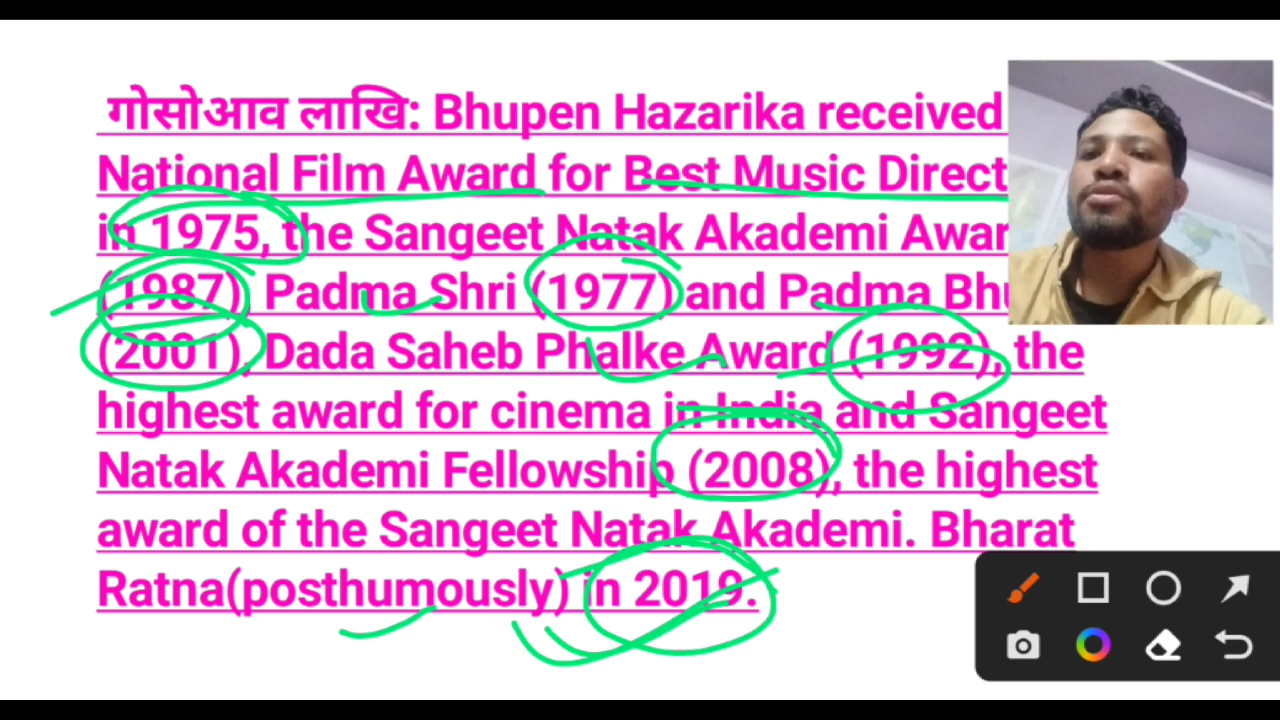 गोसोआव लाखि: Bhupen Hazarika received
National Film Award for Best Music Direct
in 1975, the Sangeet Natak Akademi Awar
(1987), Padma Shri (1977) and Padma Bhu
(2001), Dada Saheb Phalke Award (1992), the
highest award for cinema in India and Sangeet
Natak Akademi Fellowship (2008), the highest
award of the Sangeet Natak Akademi. Bharat
Ratna(posthumously) in 2019.